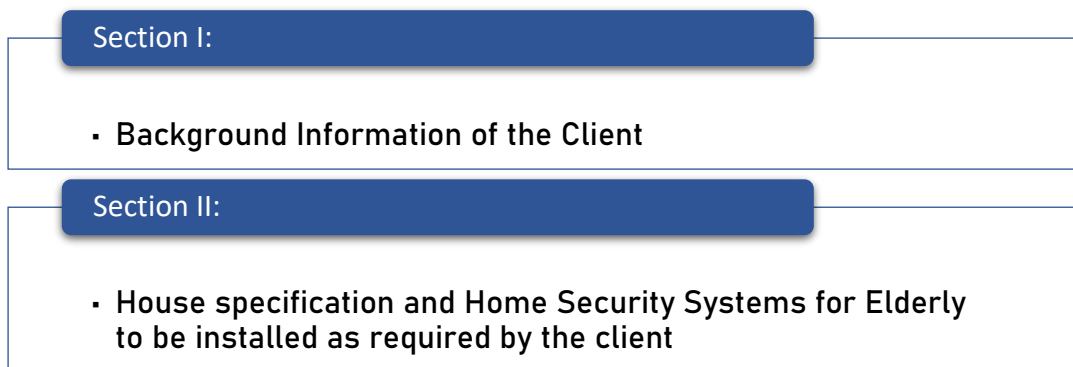 Section I:
▪ Background Information of the Client
Section II:
▪ House specification and Home Security Systems for Elderly
to be installed as required by the client